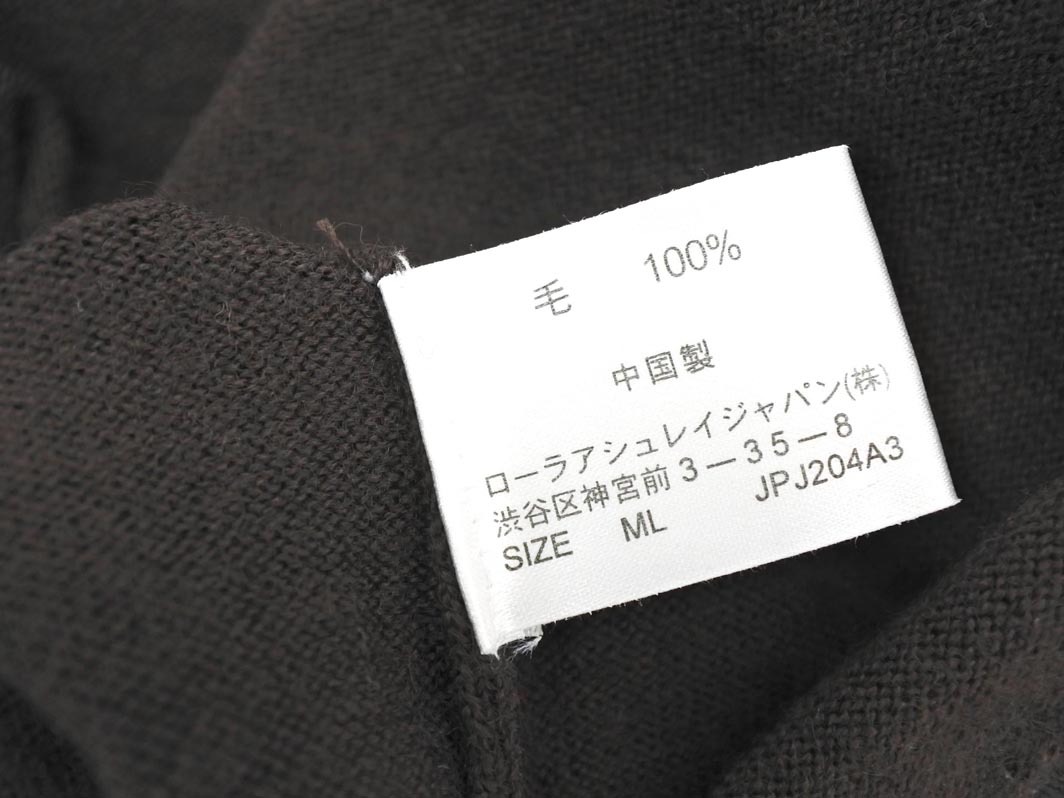 毛 100%
中国製
ローラアシュレイジャパン(株)
渋谷区神宮前3－35－8
SIZE ML JPJ204A3